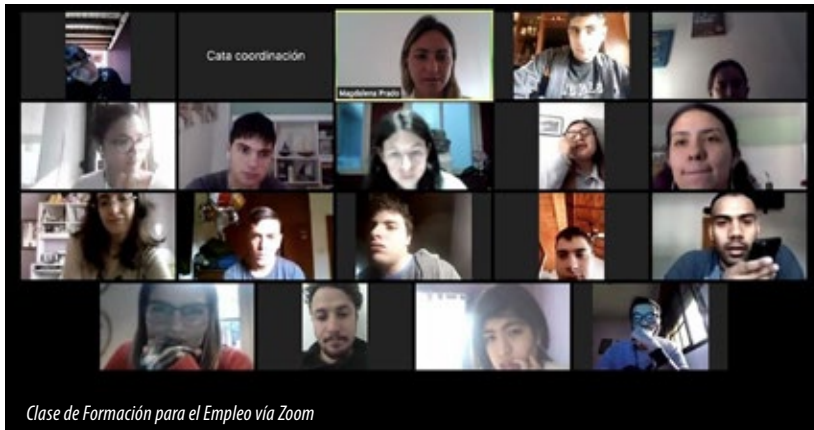 Cata coordinación
Magdalena Prado
Clase de Formación para el Empleo vía Zoom